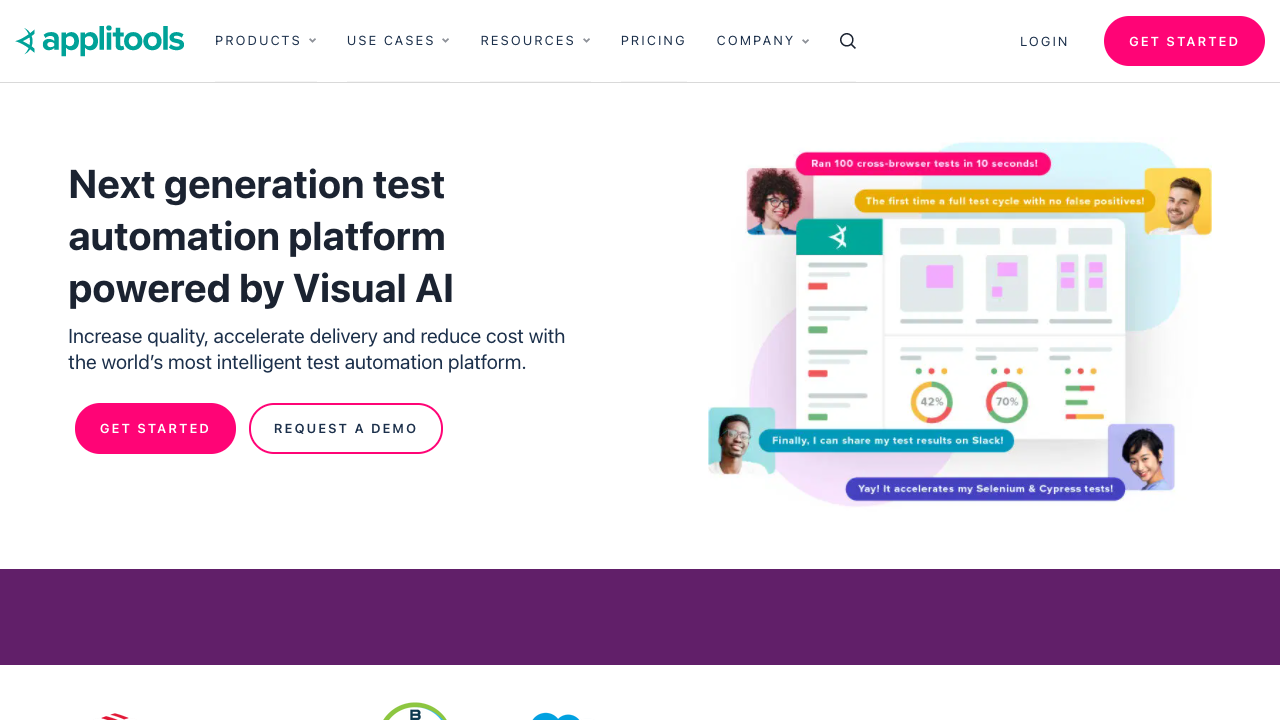 applitools
PRODUCTS
USE CASES
RESOURCES
PRICING
COMPANY
LOGIN
GET STARTED
Next generation test
automation platform
powered by Visual AI
Increase quality, accelerate delivery and reduce cost with
the world’s most intelligent test automation platform.
GET STARTED
REQUEST A DEMO
Ran 100 cross-browser tests in 10 seconds!
The first time a full test cycle with no false positives!
42%
70%
Finally, I can share my test results on Slack!
Yay! It accelerates my Selenium & Cypress tests!
B